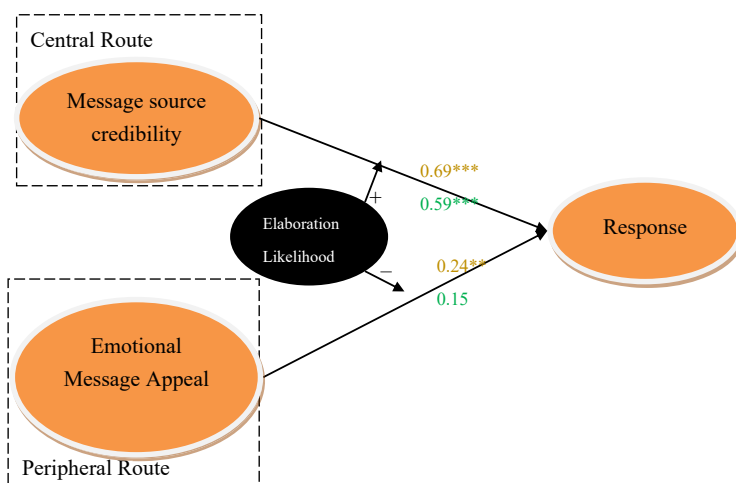 Central Route
Message source
credibility
0.69***
0.59***
+
Elaboration
Likelihood
Response
–
0.24**
0.15
Emotional
Message Appeal
Peripheral Route